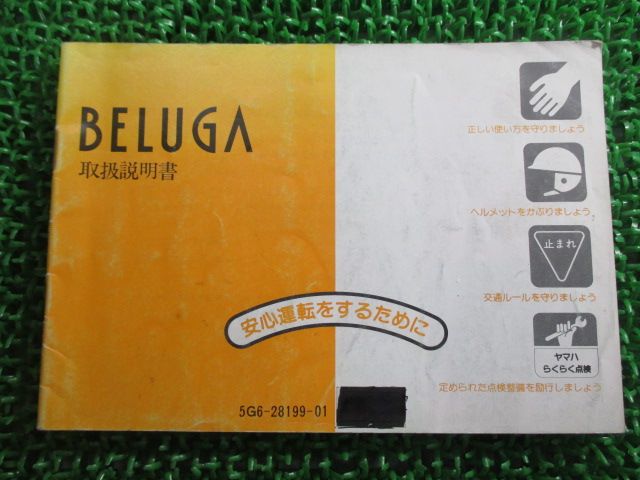 BELUGA
取扱説明書
正しい使い方を守りましょう
ヘルメットをかぶりましょう
止まれ
交通ルールを守りましょう
ヤマハ
らくらく点検
定められた点検整備を励行しましょう
安心運転をするために
5G6-28199-01